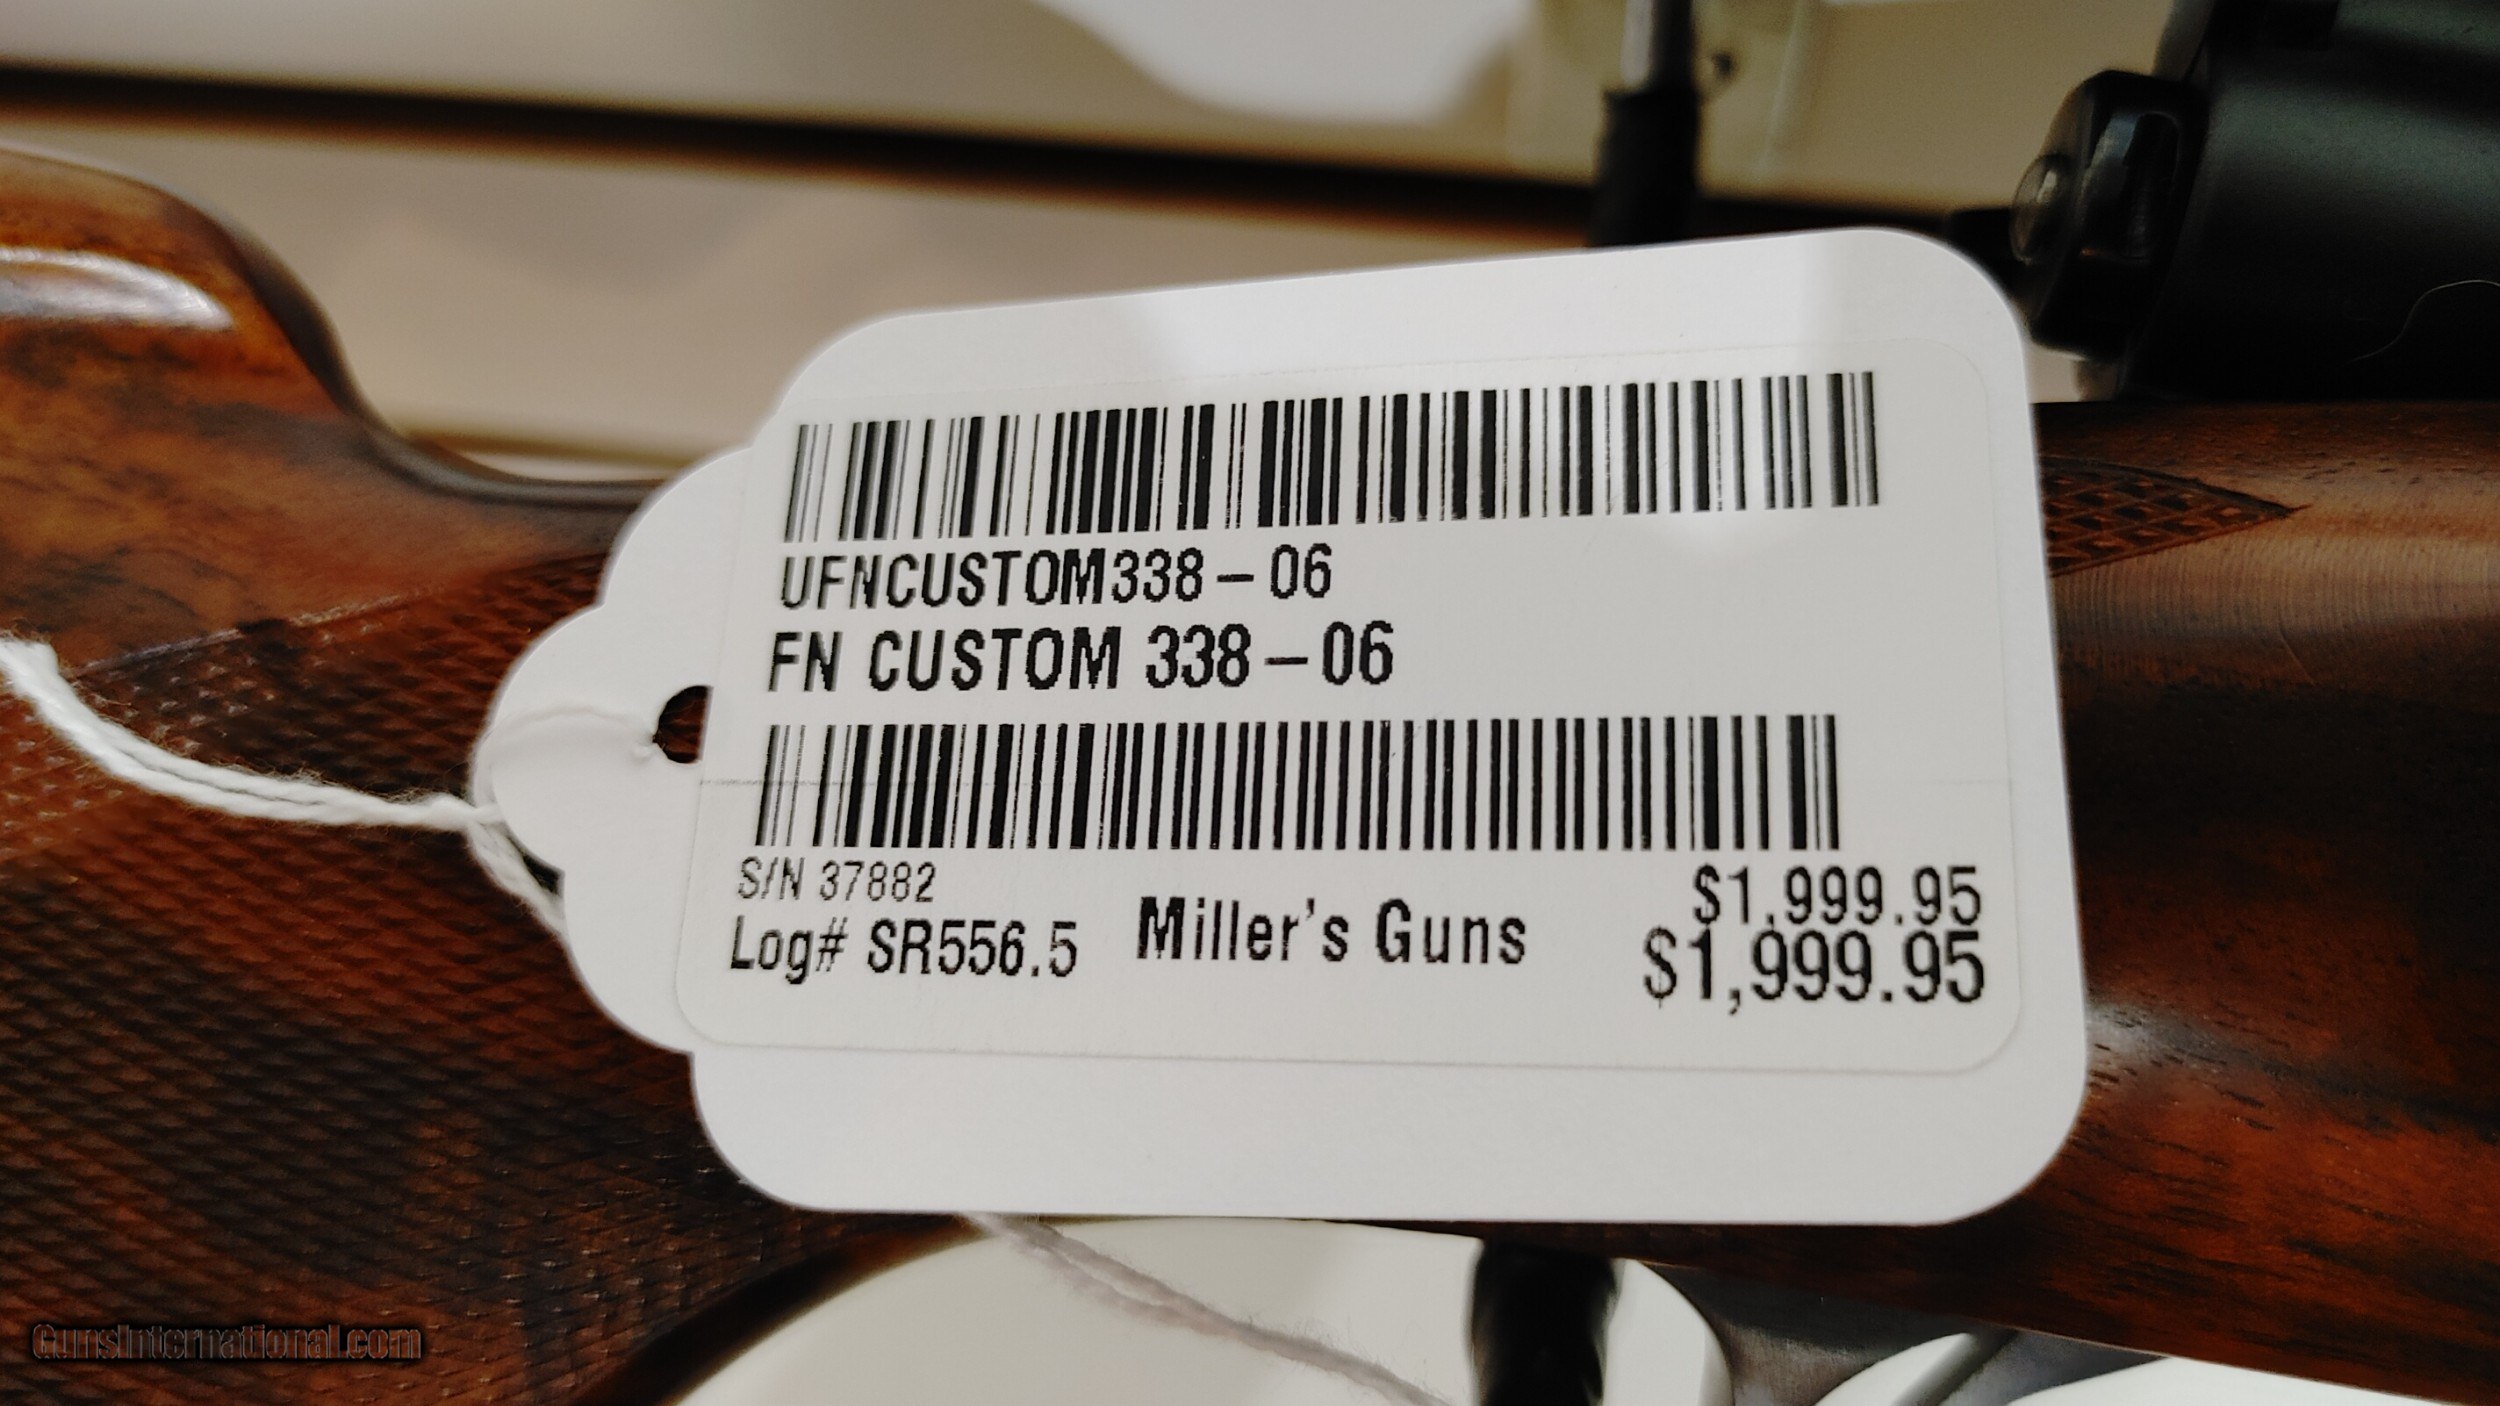 UFNCUSTOM338-06
FN CUSTOM 338-06
S/N 37882
$1,999.95
Log# SR556.5 Miller's Guns $1,999.95
GunsInternational.com